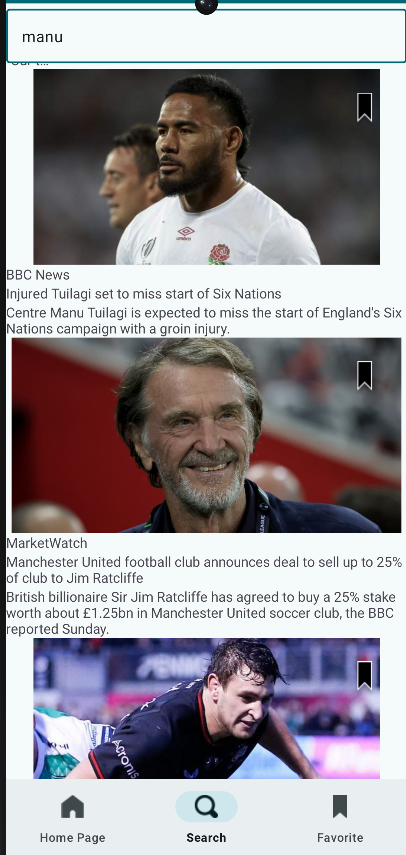 manu
BBC News
Injured Tuilagi set to miss start of Six Nations
Centre Manu Tuilagi is expected to miss the start of England's Six
Nations campaign with a groin injury.
MarketWatch
Manchester United football club announces deal to sell up to 25%
of club to Jim Ratcliffe
British billionaire Sir Jim Ratcliffe has agreed to buy a 25% stake
worth about £1.25bn in Manchester United soccer club, the BBC
reported Sunday.
Acronis
Home Page
Search
Favorite